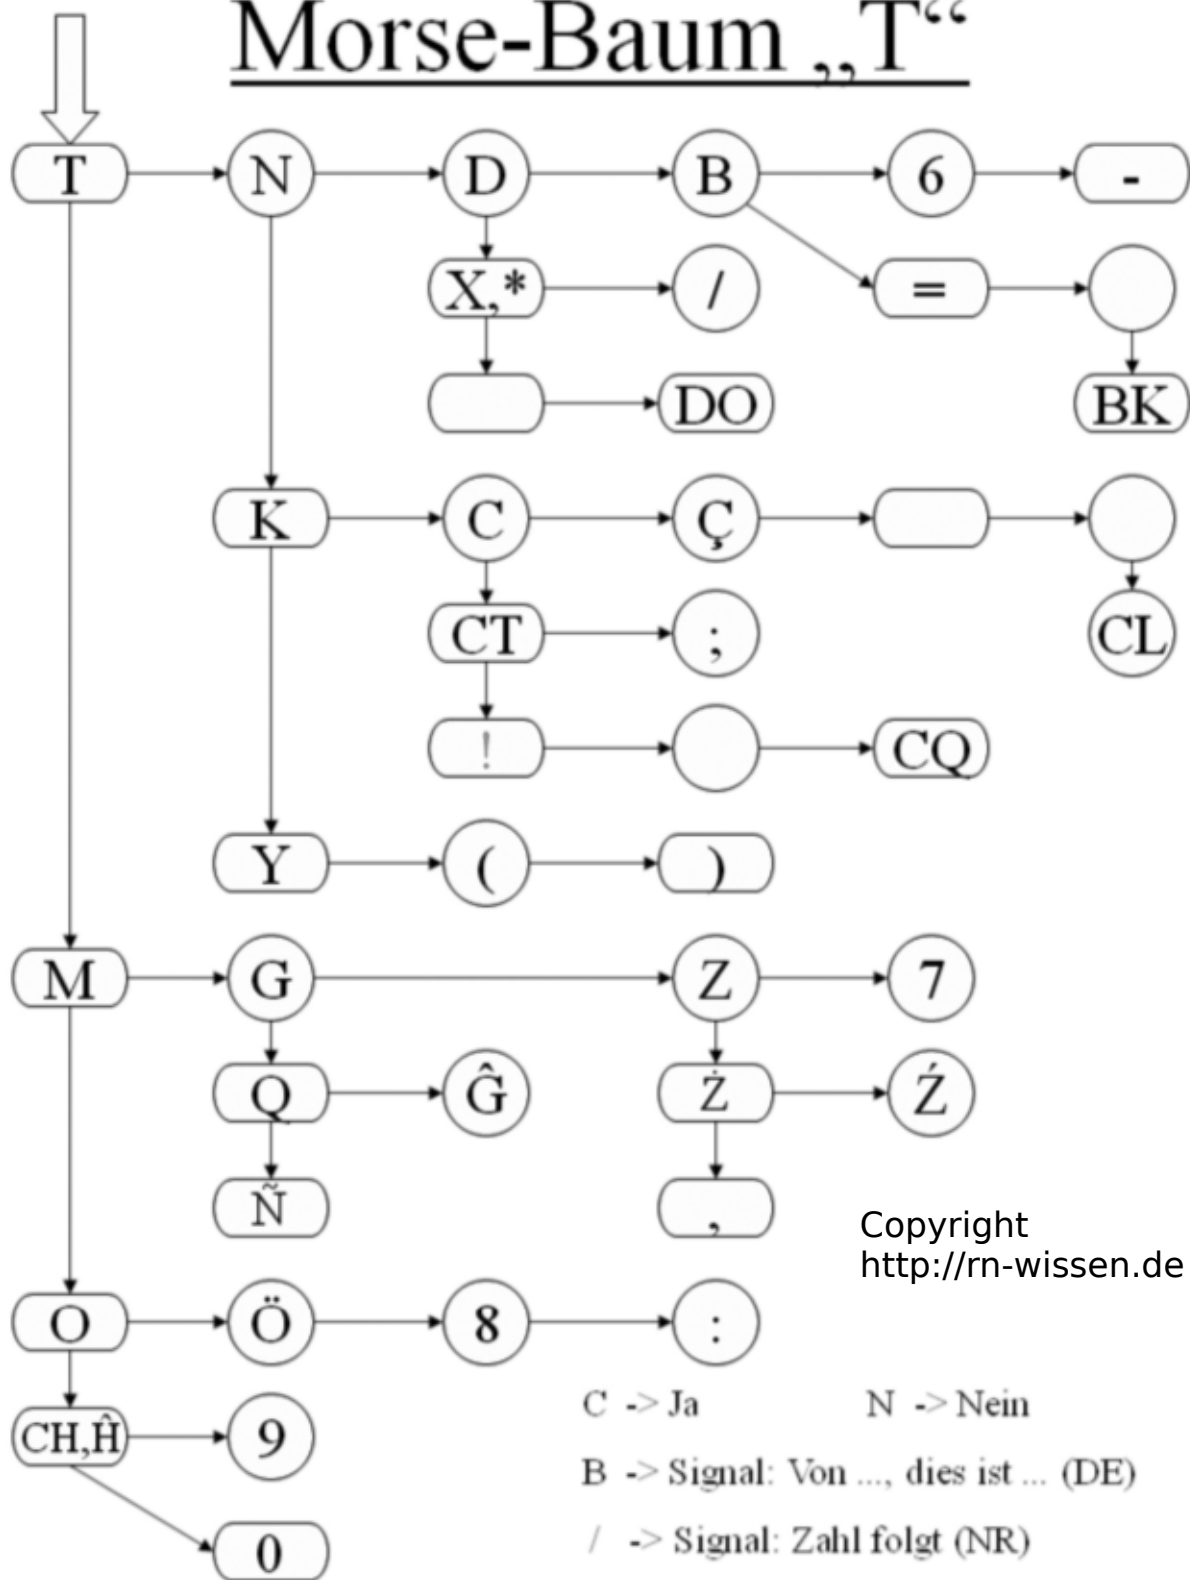 Morse-Baum „T“
T N D B 6 -
X,* / =
DO BK
K C Ç
CT ; CL
! CQ
Y ( )
M G Z 7
Q Ĝ Ż Ź
Ñ ,
Copyright
http://rn-wissen.de
O Ö 8 :
C -> Ja N -> Nein
CH,Ĥ 9
B -> Signal: Von ..., dies ist ... (DE)
/ -> Signal: Zahl folgt (NR)
0